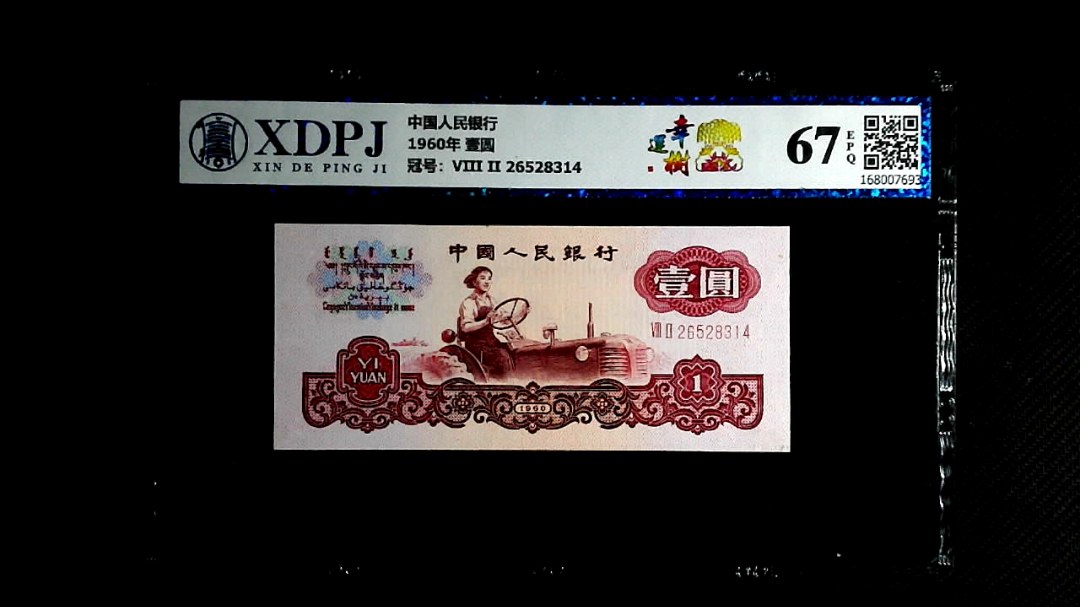 XDPJ
XIN DE PING JI
中国人民银行
1960年 壹圆
冠号: VIII II 26528314
幸
運
樹
67
EPQ
168007693
中國人民銀行
壹圓
VIII II 26528314
YI
YUAN
1960
1